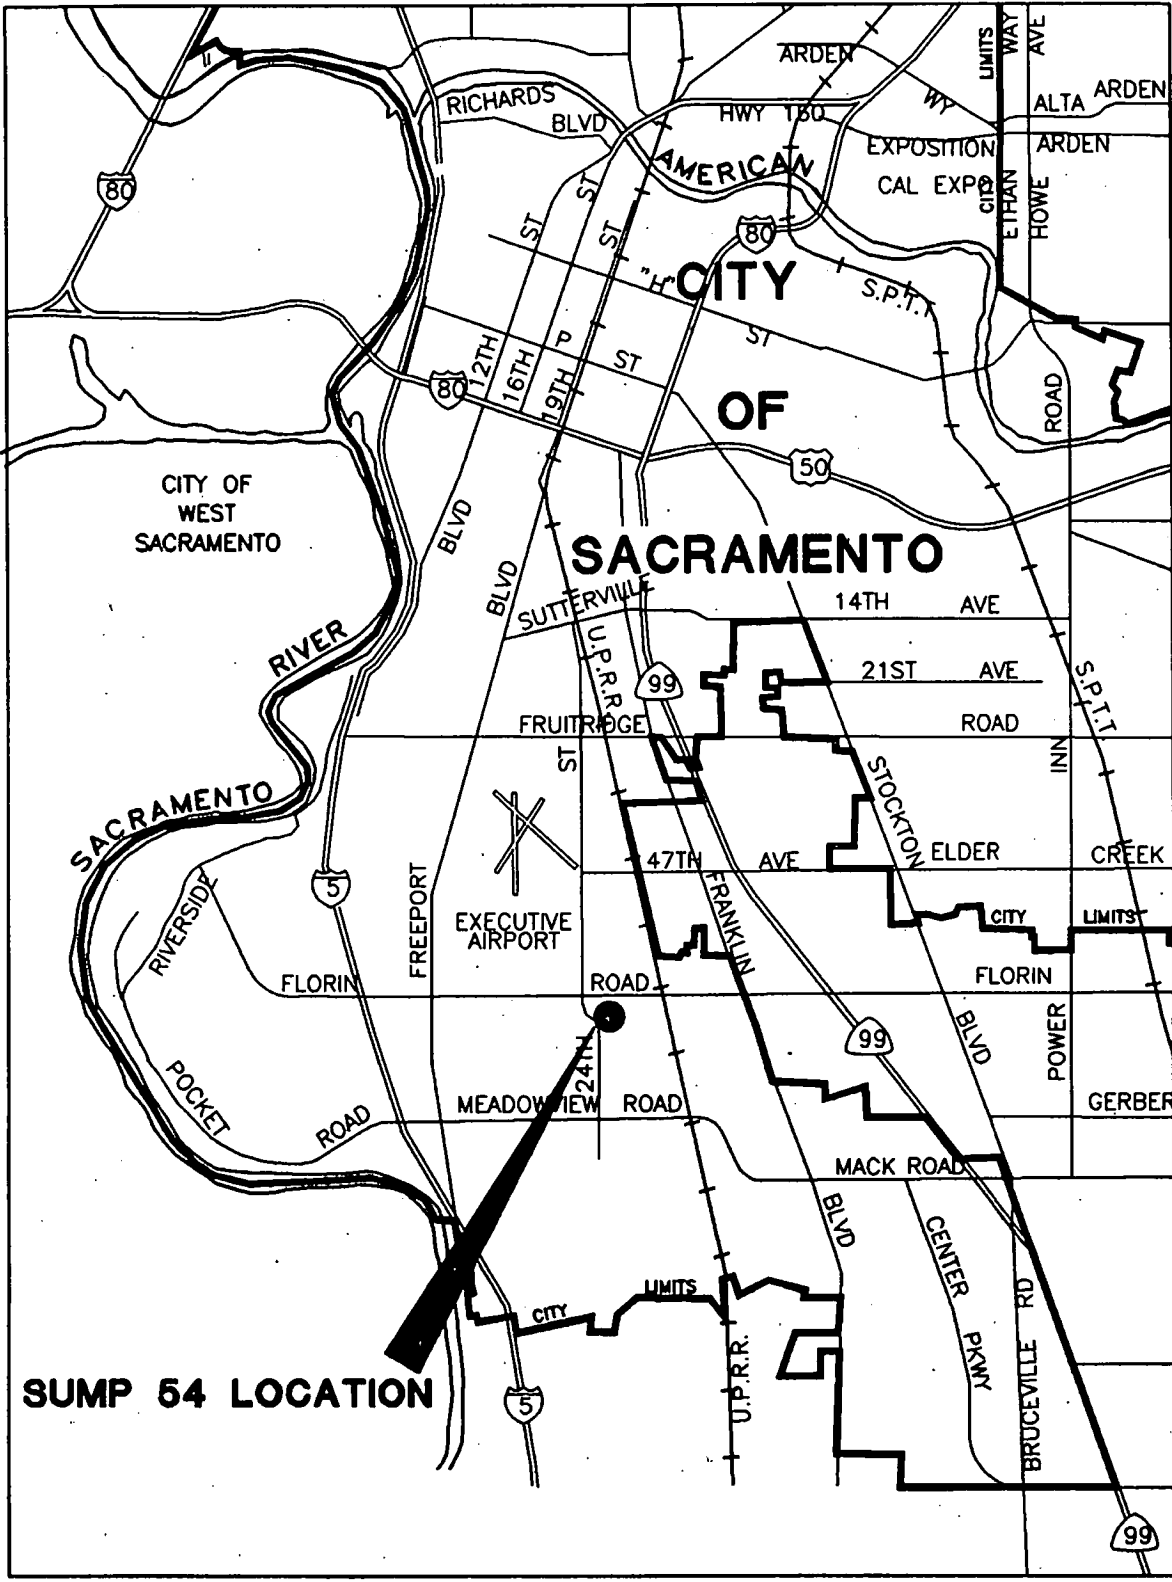 ARDEN
LIMITS
WAY
AVE
WY
RICHARDS
BLVD
HWY 160
ALTA ARDEN
EXPOSITION
ARDEN
AMERICAN
CAL EXPO
CITY
ETHAN
HOWE
80
ST
ST
ST
80
"H"
CITY
S.P.T.T
ST
12TH
16TH
19TH
P
ST
80
OF
ROAD
50
CITY OF
WEST
SACRAMENTO
BLVD
SACRAMENTO
BLVD
SUTTERVILLE
14TH AVE
RIVER
U.P.R.R.
99
21ST AVE
S.P.T.T.
FRUITRIDGE
ROAD
ST
INN
SACRAMENTO
STOCKTON
47TH AVE
ELDER
CREEK
5
FREEPORT
FRANKLIN
RIVERSIDE
EXECUTIVE
AIRPORT
CITY LIMITS
FLORIN
ROAD
FLORIN
24TH
99
BLVD
POWER
POCKET
ROAD
MEADOWVIEW ROAD
GERBER
MACK ROAD
BLVD
CENTER
PKWY
BRUCEVILLE RD
CITY
LIMITS
U.P.R.R.
SUMP 54 LOCATION
5
99